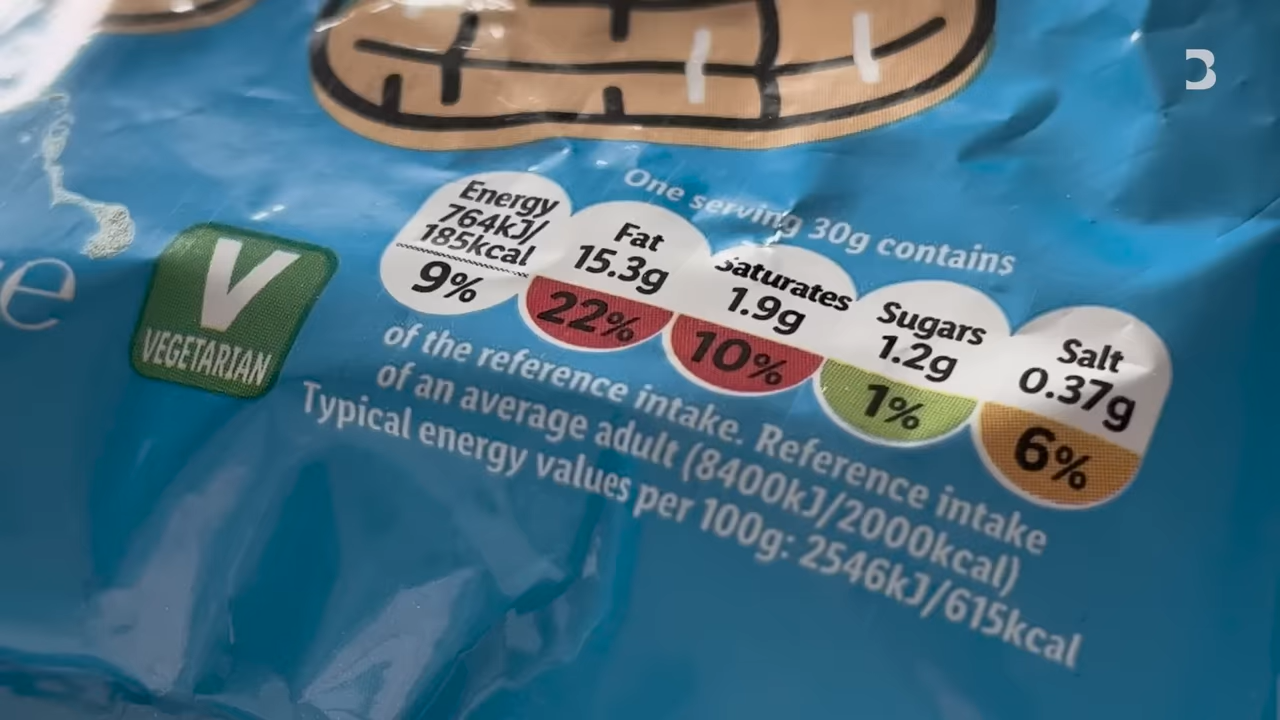 One serving 30g contains
Energy
764kJ/
185kcal
9%
Fat
15.3g
22%
Saturates
1.9g
10%
Sugars
1.2g
1%
Salt
0.37g
6%
of the reference intake. Reference intake
of an average adult (8400kJ/2000kcal)
Typical energy values per 100g: 2546kJ/615kcal
V
VEGETARIAN
e
3